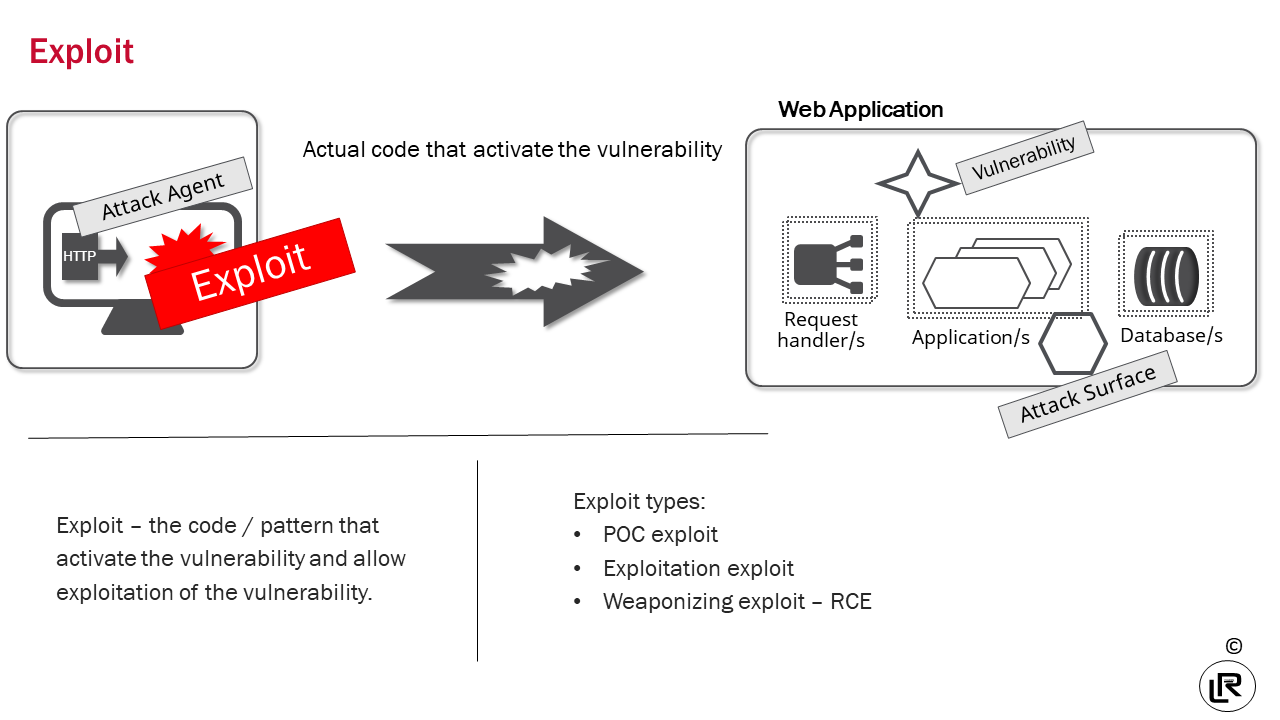 Exploit
Web Application
Actual code that activate the vulnerability
Vulnerability
Attack Agent
HTTP
Exploit
Request
handler/s
Application/s
Database/s
Attack Surface
Exploit – the code / pattern that
activate the vulnerability and allow
exploitation of the vulnerability.
Exploit types:
• POC exploit
• Exploitation exploit
• Weaponizing exploit – RCE
©
LR